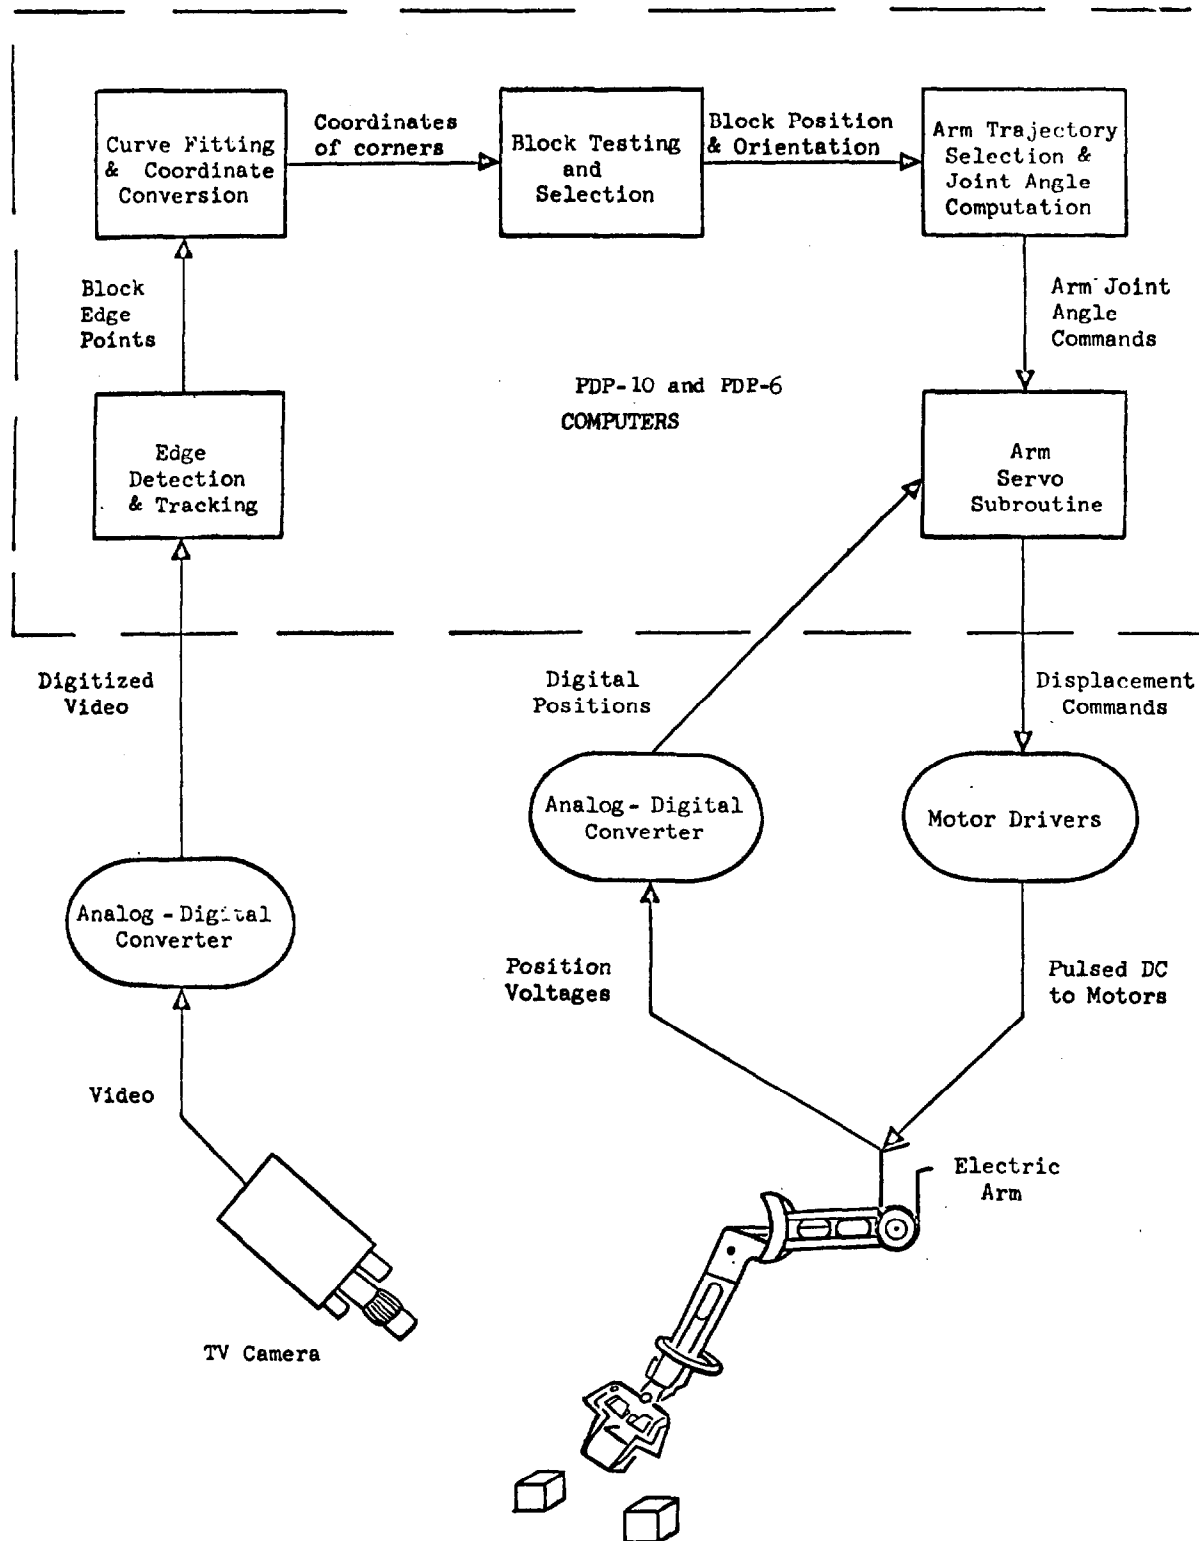 Curve Fitting
& Coordinate
Conversion
Coordinates
of corners
Block Testing
and
Selection
Block Position
& Orientation
Arm Trajectory
Selection &
Joint Angle
Computation
Block
Edge
Points
Arm Joint
Angle
Commands
PDP-10 and PDP-6
COMPUTERS
Edge
Detection
& Tracking
Arm
Servo
Subroutine
Digitized
Video
Digital
Positions
Displacement
Commands
Analog - Digital
Converter
Motor Drivers
Analog - Digital
Converter
Position
Voltages
Pulsed DC
to Motors
Video
Electric
Arm
TV Camera